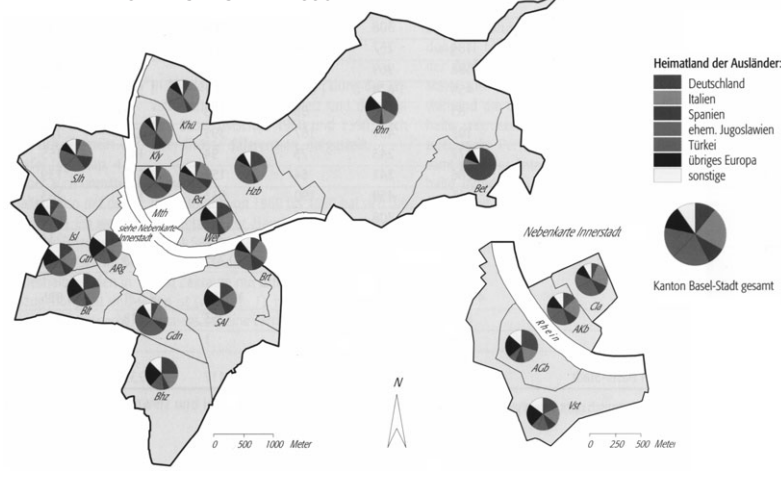 Heimatland der Ausländer:
Deutschland
Italien
Spanien
ehem. Jugoslawien
Türkei
übriges Europa
sonstige
Kanton Basel-Stadt gesamt
Khü
Kly
Rhn
SJh
Mth
Rst
Hzb
Bet
siehe Nebenkarte
Innerstadt
Wet
Isl
Gth
ARg
Brt
Blt
Gdn
SAl
Bhz
N
0 500 1000 Meter
Nebenkarte Innerstadt
Rhein
Cla
AKb
AGb
Vst
0 250 500 Meter